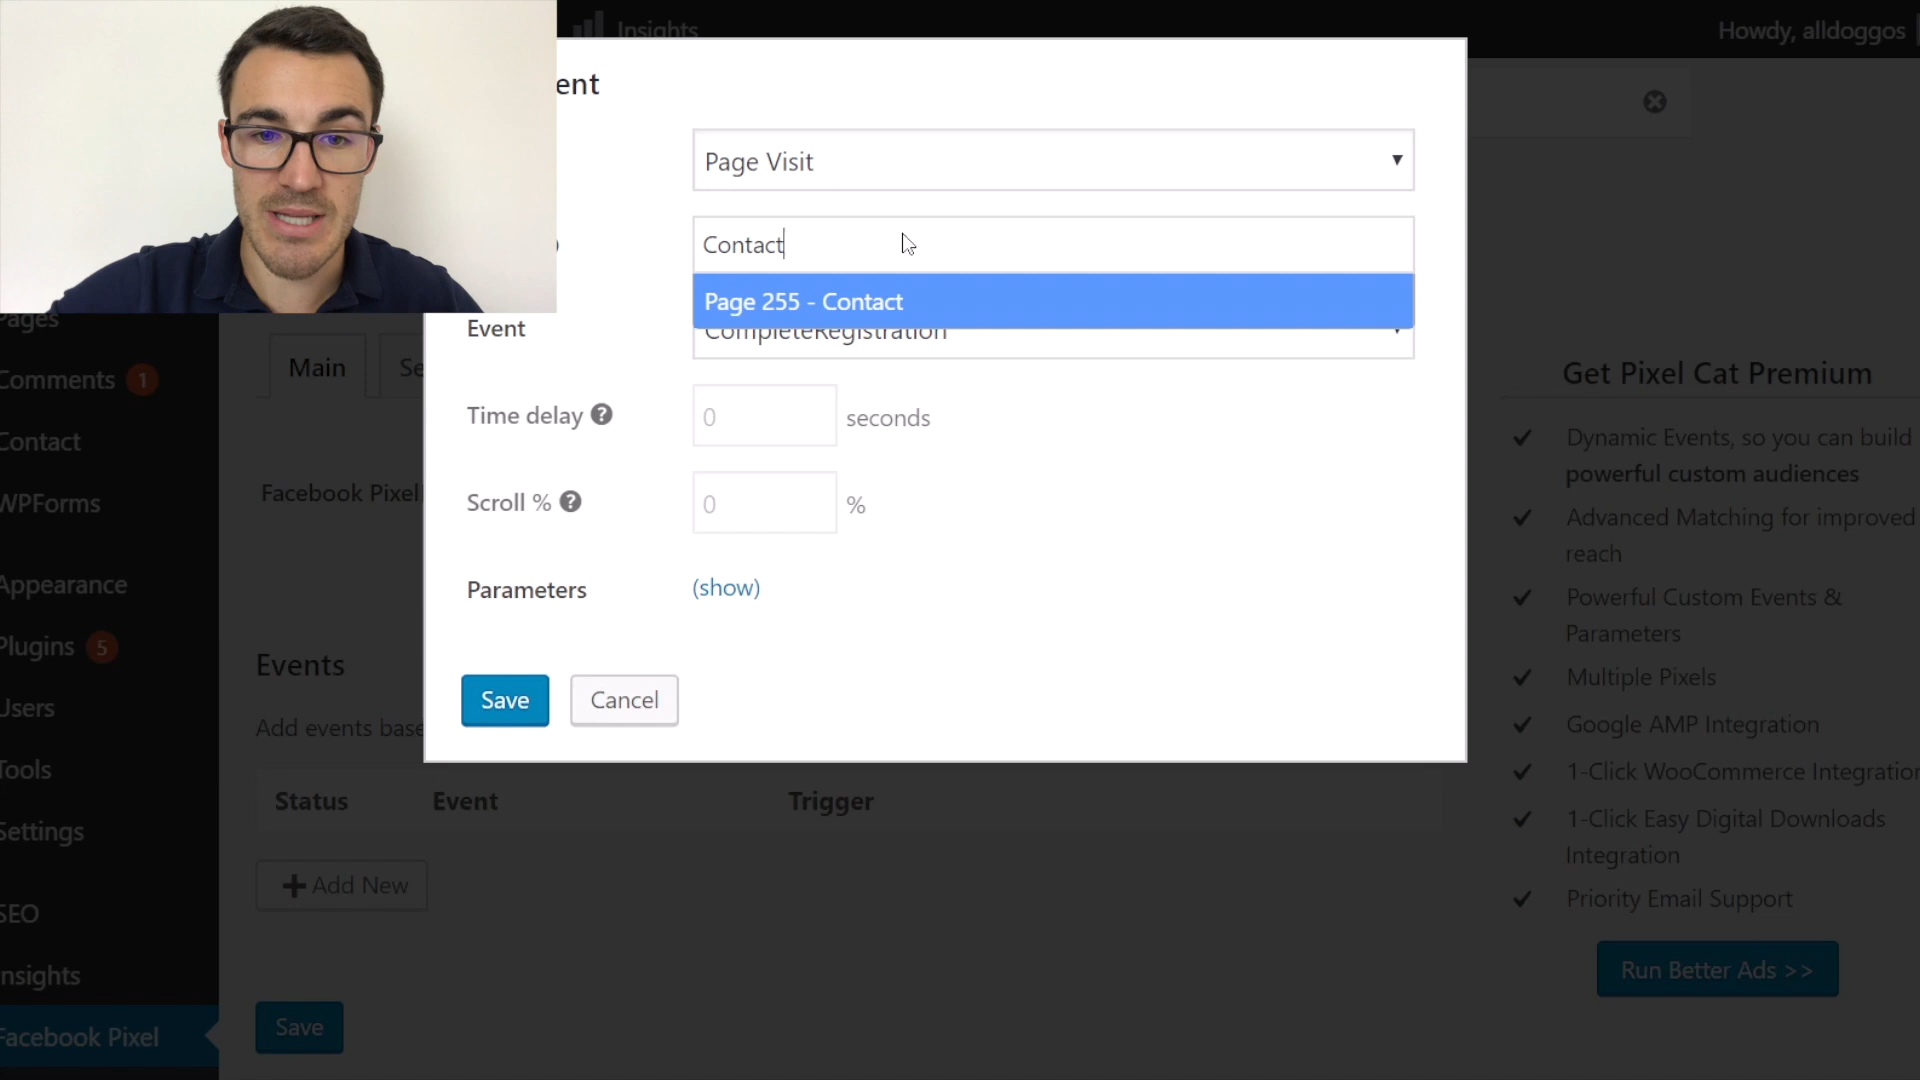 Insights
Howdy, alldoggos
ent
Page Visit
Contact
Page 255 - Contact
Event
CompleteRegistration
Time delay ?
0
seconds
Scroll % ?
0
%
Parameters
(show)
Save
Cancel
Pages
Comments 1
Contact
WPForms
Appearance
Plugins 5
Users
Tools
Settings
SEO
Insights
Facebook Pixel
Main
Se
Facebook Pixel
Events
Add events base
Status
Event
Trigger
Add New
Save
Get Pixel Cat Premium
Dynamic Events, so you can build
powerful custom audiences
Advanced Matching for improved
reach
Powerful Custom Events &
Parameters
Multiple Pixels
Google AMP Integration
1-Click WooCommerce Integration
1-Click Easy Digital Downloads
Integration
Priority Email Support
Run Better Ads >>